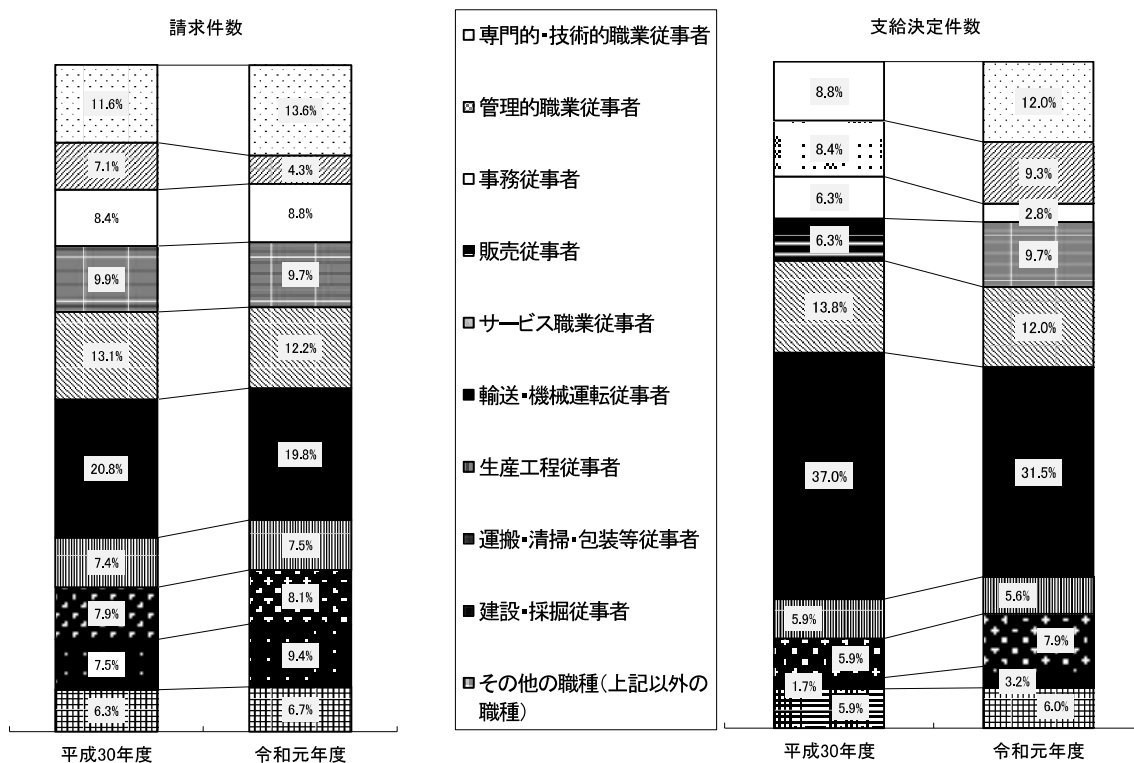 請求件数
11.6%
7.1%
8.4%
9.9%
13.1%
20.8%
7.4%
7.9%
7.5%
6.3%
平成30年度
13.6%
4.3%
8.8%
9.7%
12.2%
19.8%
7.5%
8.1%
9.4%
6.7%
令和元年度
専門的・技術的職業従事者
管理的職業従事者
事務従事者
販売従事者
サービス職業従事者
輸送・機械運転従事者
生産工程従事者
運搬・清掃・包装等従事者
建設・採掘従事者
その他の職種(上記以外の
職種)
支給決定件数
8.8%
8.4%
6.3%
6.3%
13.8%
37.0%
5.9%
5.9%
1.7%
5.9%
平成30年度
12.0%
9.3%
2.8%
9.7%
12.0%
31.5%
5.6%
7.9%
3.2%
6.0%
令和元年度